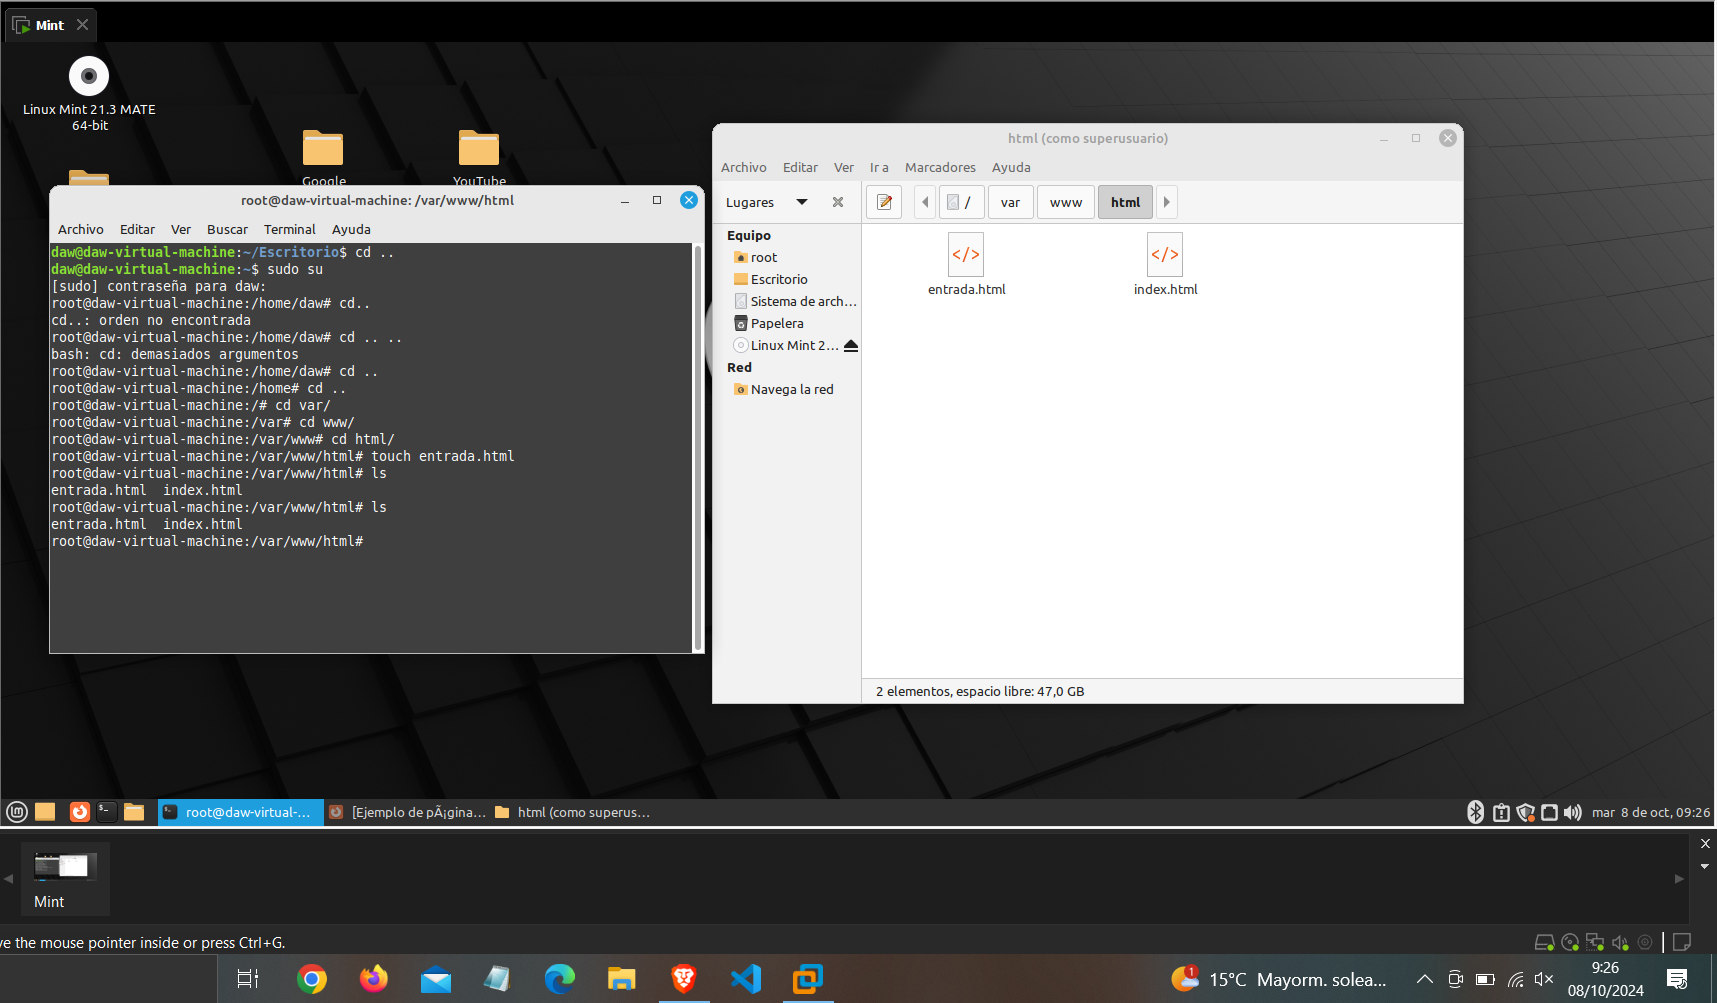 Mint
Linux Mint 21.3 MATE
64-bit
Google
YouTube
root@daw-virtual-machine: /var/www/html
Archivo Editar Ver Buscar Terminal Ayuda
daw@daw-virtual-machine:~/Escritorio$ cd ..
daw@daw-virtual-machine:~$ sudo su
[sudo] contraseña para daw:
root@daw-virtual-machine:/home/daw# cd..
cd..: orden no encontrada
root@daw-virtual-machine:/home/daw# cd .. ..
bash: cd: demasiados argumentos
root@daw-virtual-machine:/home/daw# cd ..
root@daw-virtual-machine:/home# cd ..
root@daw-virtual-machine:/# cd var/
root@daw-virtual-machine:/var# cd www/
root@daw-virtual-machine:/var/www# cd html/
root@daw-virtual-machine:/var/www/html# touch entrada.html
root@daw-virtual-machine:/var/www/html# ls
entrada.html  index.html
root@daw-virtual-machine:/var/www/html# ls
entrada.html  index.html
root@daw-virtual-machine:/var/www/html#
html (como superusuario)
Archivo Editar Ver Ir a Marcadores Ayuda
Lugares / var www html
Equipo
root
Escritorio
Sistema de arch...
Papelera
Linux Mint 2...
Red
Navega la red
entrada.html index.html
2 elementos, espacio libre: 47,0 GB
root@daw-virtual-... [Ejemplo de pÃ¡gina... html (como superus... mar 8 de oct, 09:26
Mint
ve the mouse pointer inside or press Ctrl+G.
1 15°C Mayorm. solea... 9:26
08/10/2024